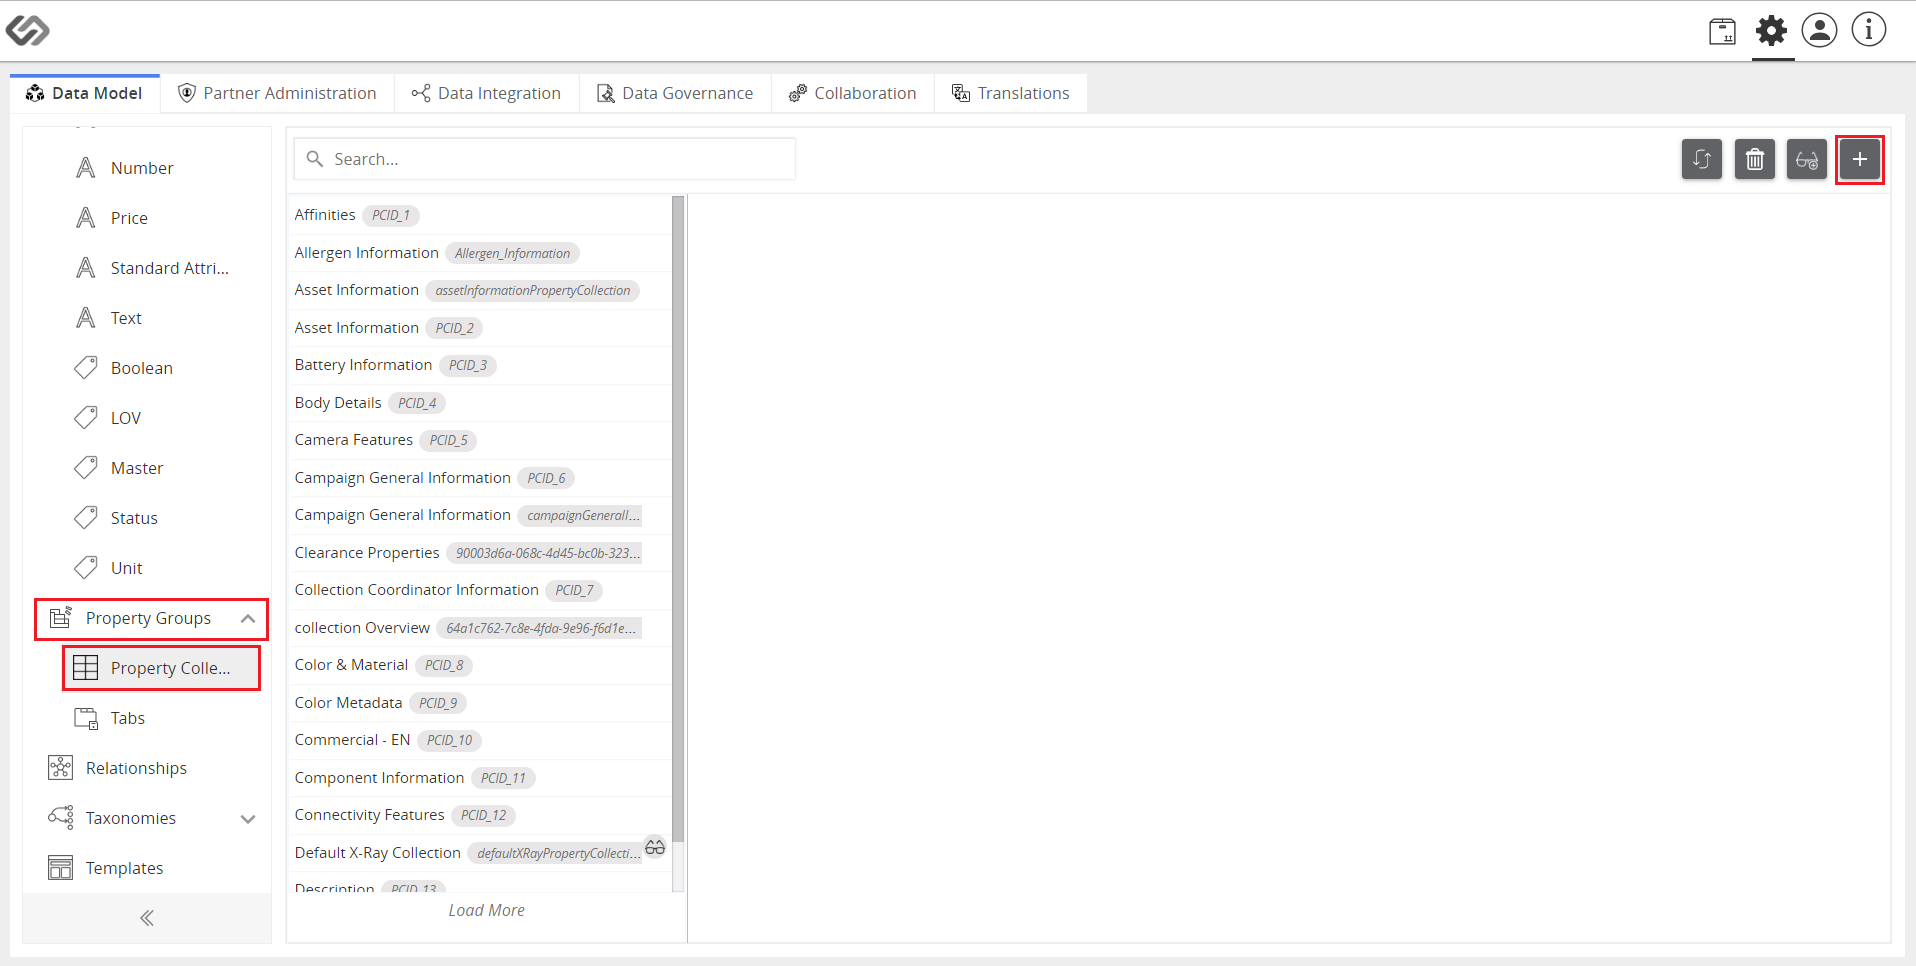 Data Model
Partner Administration
Data Integration
Data Governance
Collaboration
Translations
Number
Price
Standard Attri...
Text
Boolean
LOV
Master
Status
Unit
Property Groups
Property Colle...
Tabs
Relationships
Taxonomies
Templates
Search...
Affinities PCID_1
Allergen Information Allergen_Information
Asset Information assetInformationPropertyCollection
Asset Information PCID_2
Battery Information PCID_3
Body Details PCID_4
Camera Features PCID_5
Campaign General Information PCID_6
Campaign General Information campaignGeneralI...
Clearance Properties 90003d6a-068c-4d45-bc0b-323...
Collection Coordinator Information PCID_7
collection Overview 64a1c762-7c8e-4fda-9e96-f6d1e...
Color & Material PCID_8
Color Metadata PCID_9
Commercial - EN PCID_10
Component Information PCID_11
Connectivity Features PCID_12
Default X-Ray Collection defaultXRayPropertyCollecti...
Description PCID_13
Load More